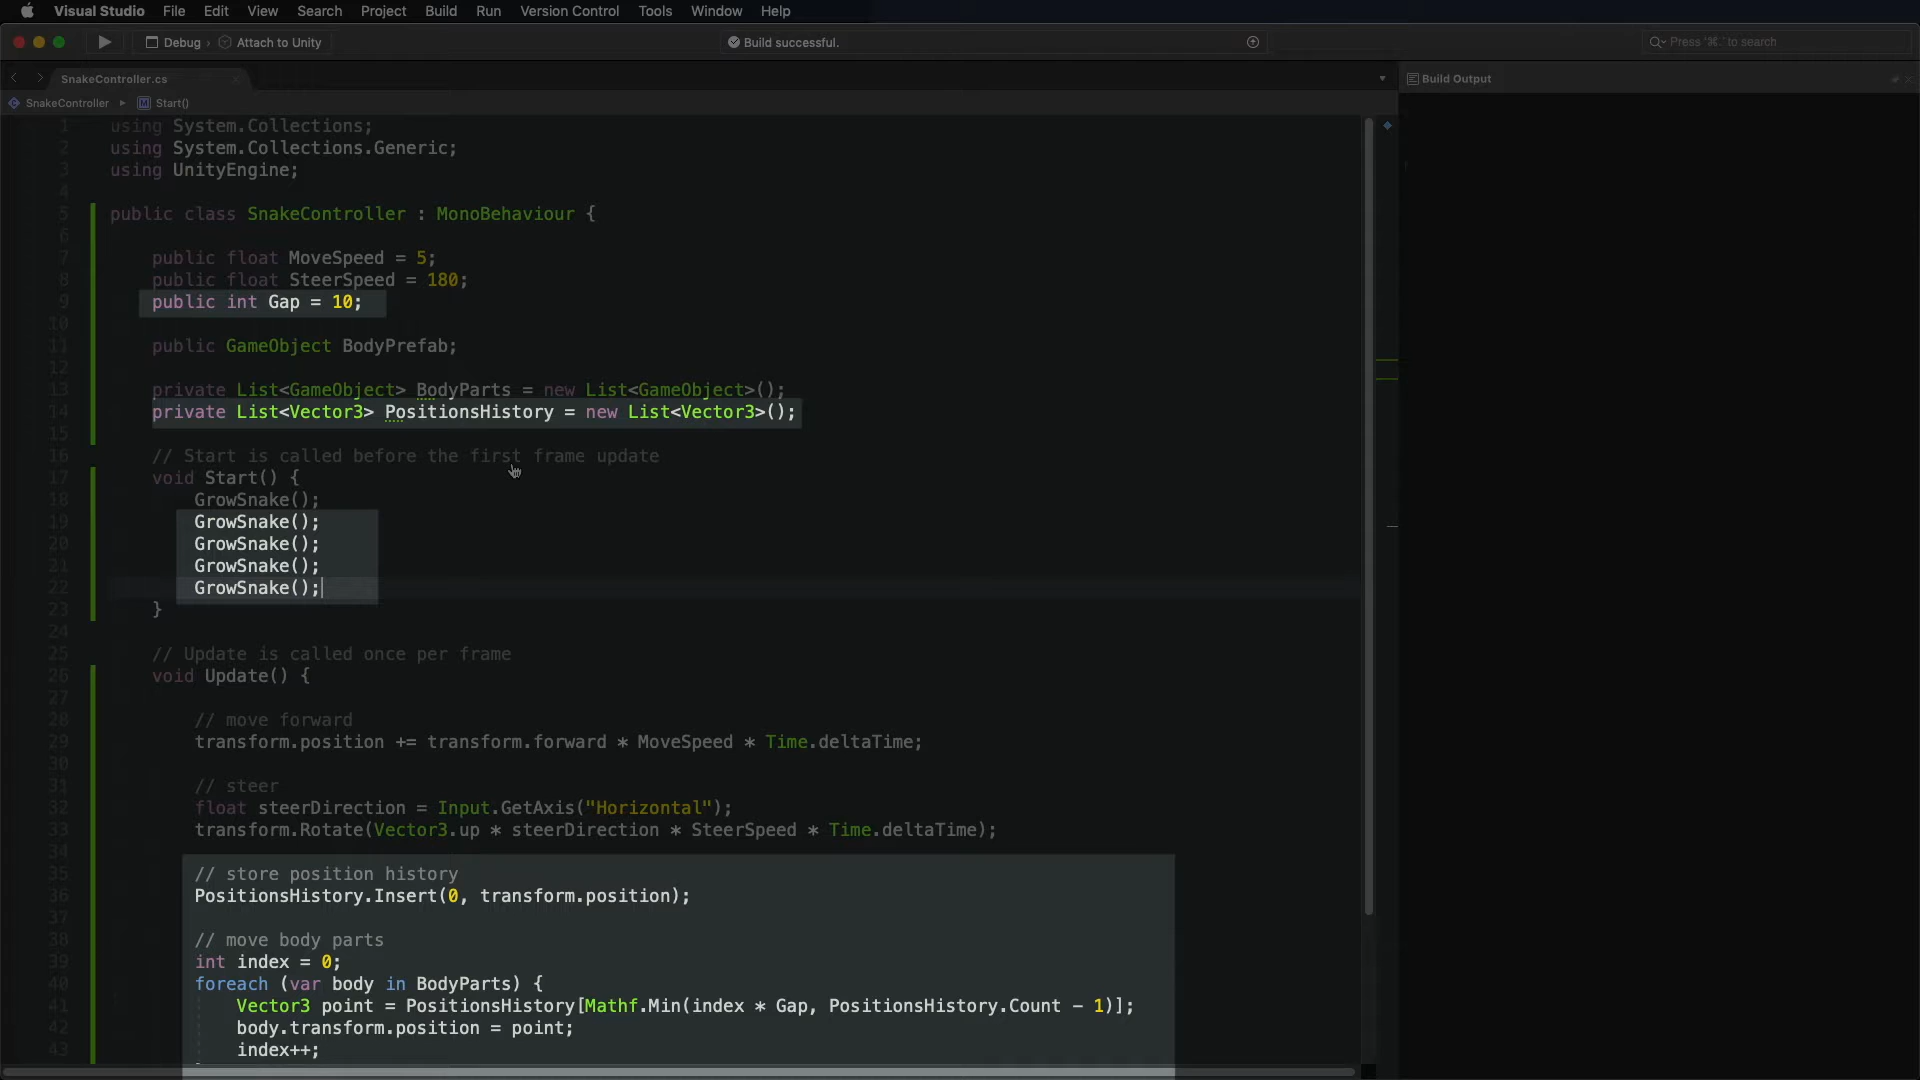 Visual Studio File Edit View Search Project Build Run Version Control Tools Window Help
Debug › Attach to Unity
Build successful.
Press '⌘.' to search
SnakeController.cs
Build Output
SnakeController ▸ M Start()
1 using System.Collections;
2 using System.Collections.Generic;
3 using UnityEngine;
4
5 public class SnakeController : MonoBehaviour {
6
7 public float MoveSpeed = 5;
8 public float SteerSpeed = 180;
9 public int Gap = 10;
10
11 public GameObject BodyPrefab;
12
13 private List<GameObject> BodyParts = new List<GameObject>();
14 private List<Vector3> PositionsHistory = new List<Vector3>();
15
16 // Start is called before the first frame update
17 void Start() {
18 GrowSnake();
19 GrowSnake();
20 GrowSnake();
21 GrowSnake();
22 GrowSnake();
23 }
24
25 // Update is called once per frame
26 void Update() {
27
28 // move forward
29 transform.position += transform.forward * MoveSpeed * Time.deltaTime;
30
31 // steer
32 float steerDirection = Input.GetAxis("Horizontal");
33 transform.Rotate(Vector3.up * steerDirection * SteerSpeed * Time.deltaTime);
34
35 // store position history
36 PositionsHistory.Insert(0, transform.position);
37
38 // move body parts
39 int index = 0;
40 foreach (var body in BodyParts) {
41 Vector3 point = PositionsHistory[Mathf.Min(index * Gap, PositionsHistory.Count - 1)];
42 body.transform.position = point;
43 index++;